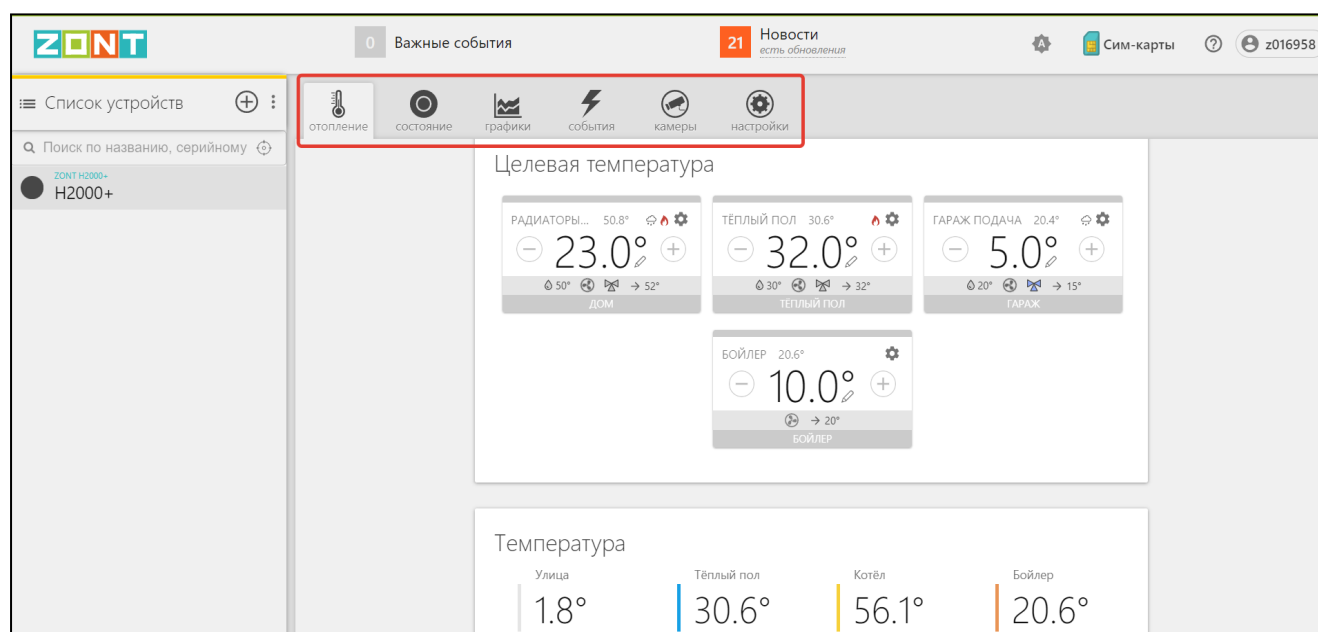 ZONT
0 Важные события
21 Новости
есть обновления
Сим-карты
z016958
Список устройств
Поиск по названию, серийному
ZONT H2000+
H2000+
отопление состояние графики события камеры настройки
Целевая температура
РАДИАТОРЫ... 50.8°
23.0°
50° → 52°
ДОМ
ТЁПЛЫЙ ПОЛ 30.6°
32.0°
30° → 32°
ТЁПЛЫЙ ПОЛ
ГАРАЖ ПОДАЧА 20.4°
5.0°
20° → 15°
ГАРАЖ
БОЙЛЕР 20.6°
10.0°
→ 20°
БОЙЛЕР
Температура
Улица Тёплый пол Котёл Бойлер
1.8° 30.6° 56.1° 20.6°